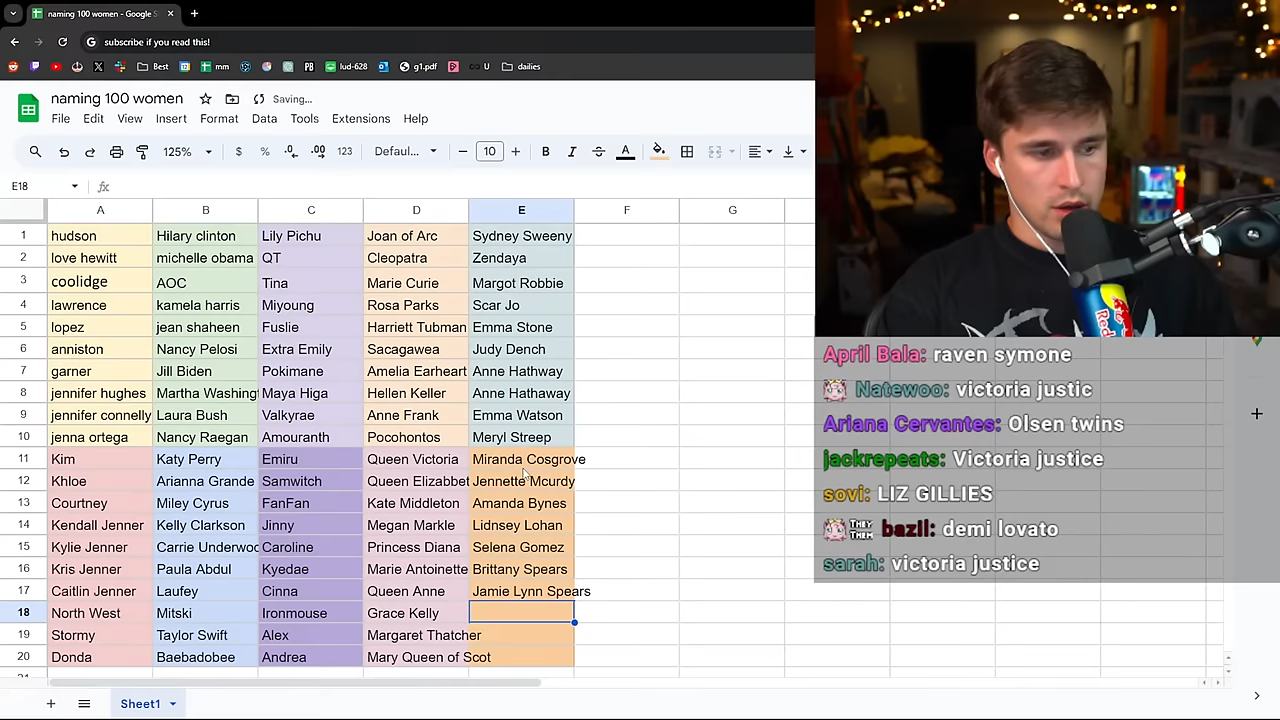 naming 100 women - Google S
subscribe if you read this!
Best
mm
PB
lud-628
g1.pdf
U
dailies
naming 100 women
Saving...
File Edit View Insert Format Data Tools Extensions Help
125% $ % .0 .00 123 Defaul... 10 B I A
E18 fx
A B C D E F G
1 hudson Hilary clinton Lily Pichu Joan of Arc Sydney Sweeny
2 love hewitt michelle obama QT Cleopatra Zendaya
3 coolidge AOC Tina Marie Curie Margot Robbie
4 lawrence kamela harris Miyoung Rosa Parks Scar Jo
5 lopez jean shaheen Fuslie Harriett Tubman Emma Stone
6 anniston Nancy Pelosi Extra Emily Sacagawea Judy Dench
7 garner Jill Biden Pokimane Amelia Earheart Anne Hathway
8 jennifer hughes Martha Washing Maya Higa Hellen Keller Anne Hathaway
9 jennifer connelly Laura Bush Valkyrae Anne Frank Emma Watson
10 jenna ortega Nancy Raegan Amouranth Pocohontos Meryl Streep
11 Kim Katy Perry Emiru Queen Victoria Miranda Cosgrove
12 Khloe Arianna Grande Samwitch Queen Elizabet Jennette Mcurdy
13 Courtney Miley Cyrus FanFan Kate Middleton Amanda Bynes
14 Kendall Jenner Kelly Clarkson Jinny Megan Markle Lidnsey Lohan
15 Kylie Jenner Carrie Underwoo Caroline Princess Diana Selena Gomez
16 Kris Jenner Paula Abdul Kyedae Marie Antoinette Brittany Spears
17 Caitlin Jenner Laufey Cinna Queen Anne Jamie Lynn Spears
18 North West Mitski Ironmouse Grace Kelly
19 Stormy Taylor Swift Alex Margaret Thatcher
20 Donda Baebadobee Andrea Mary Queen of Scot
Sheet1
Red
April Bala: raven symone
Natewoo: victoria justic
Ariana Cervantes: Olsen twins
jackrepeats: Victoria justice
sovi: LIZ GILLIES
THEY THEM bazil: demi lovato
sarah: victoria justice